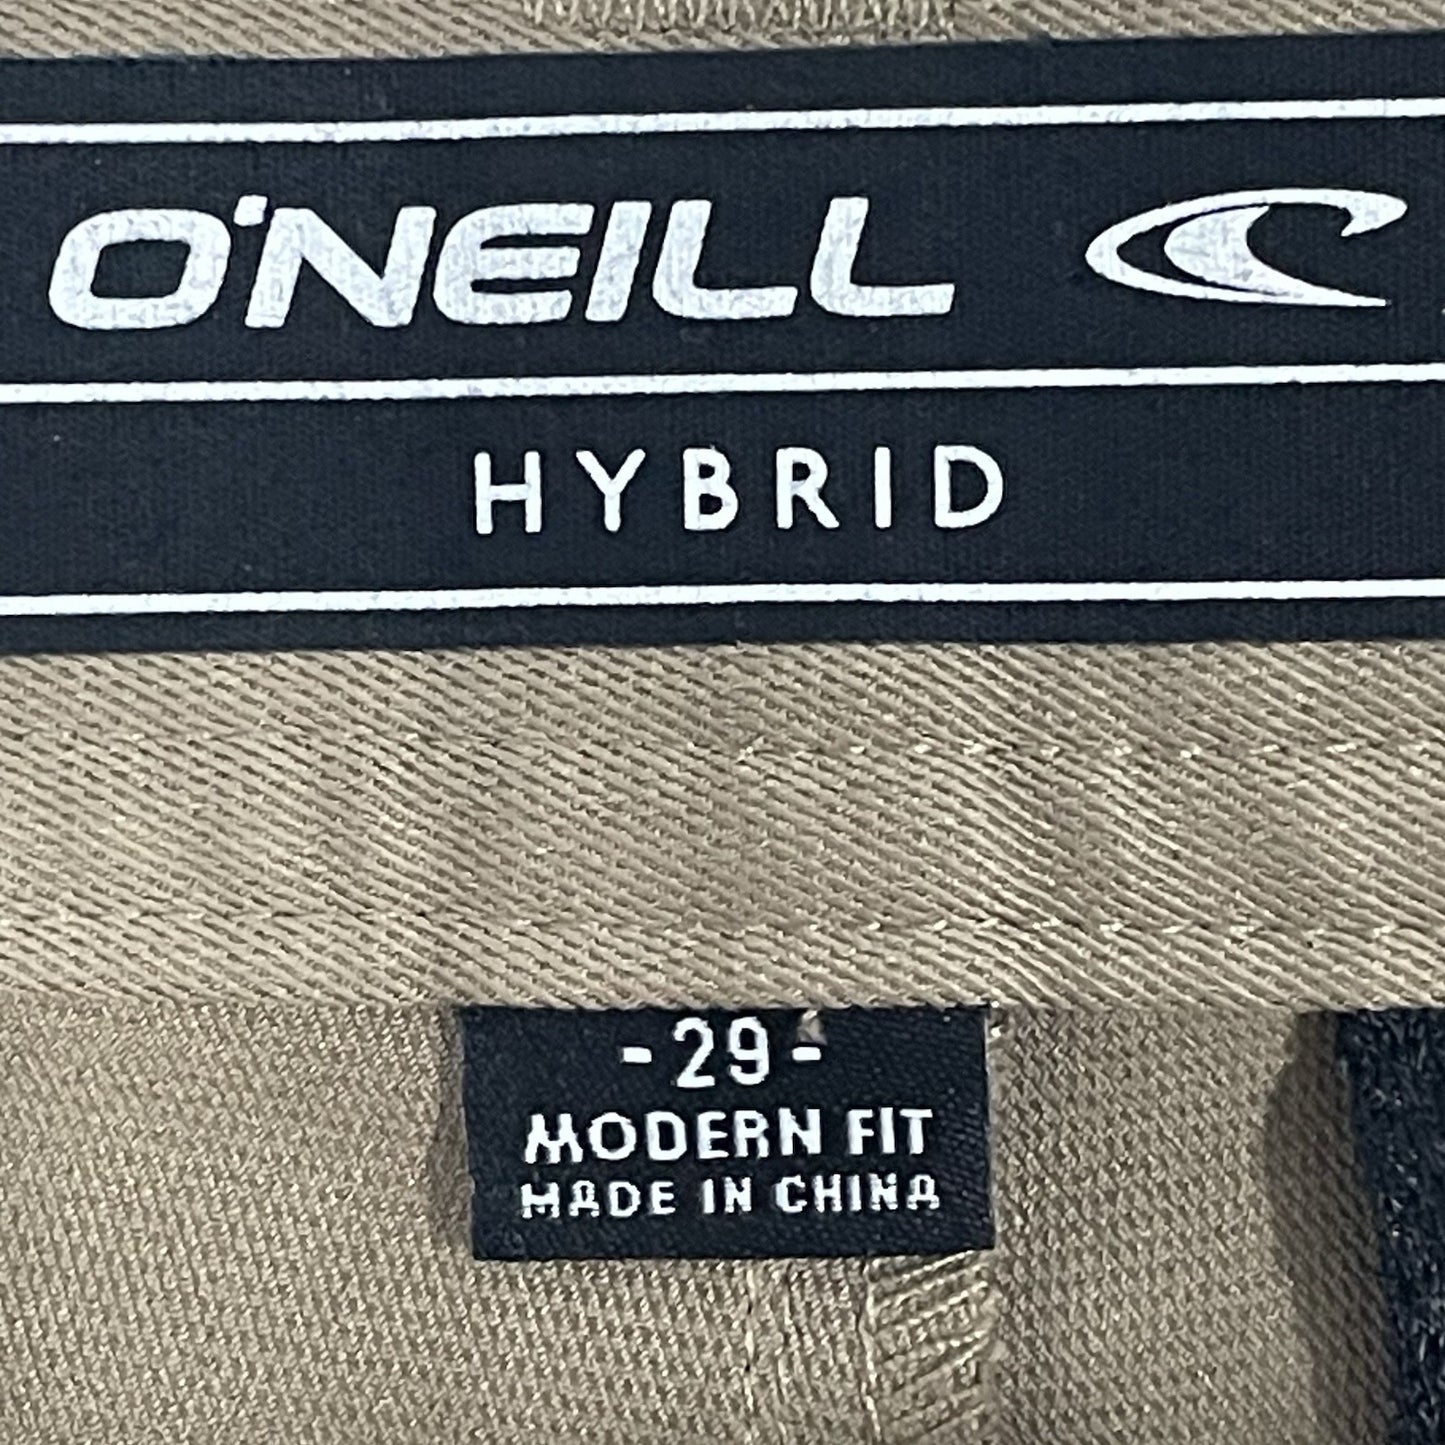 O'NEILL
HYBRID
-29-
MODERN FIT
MADE IN CHINA